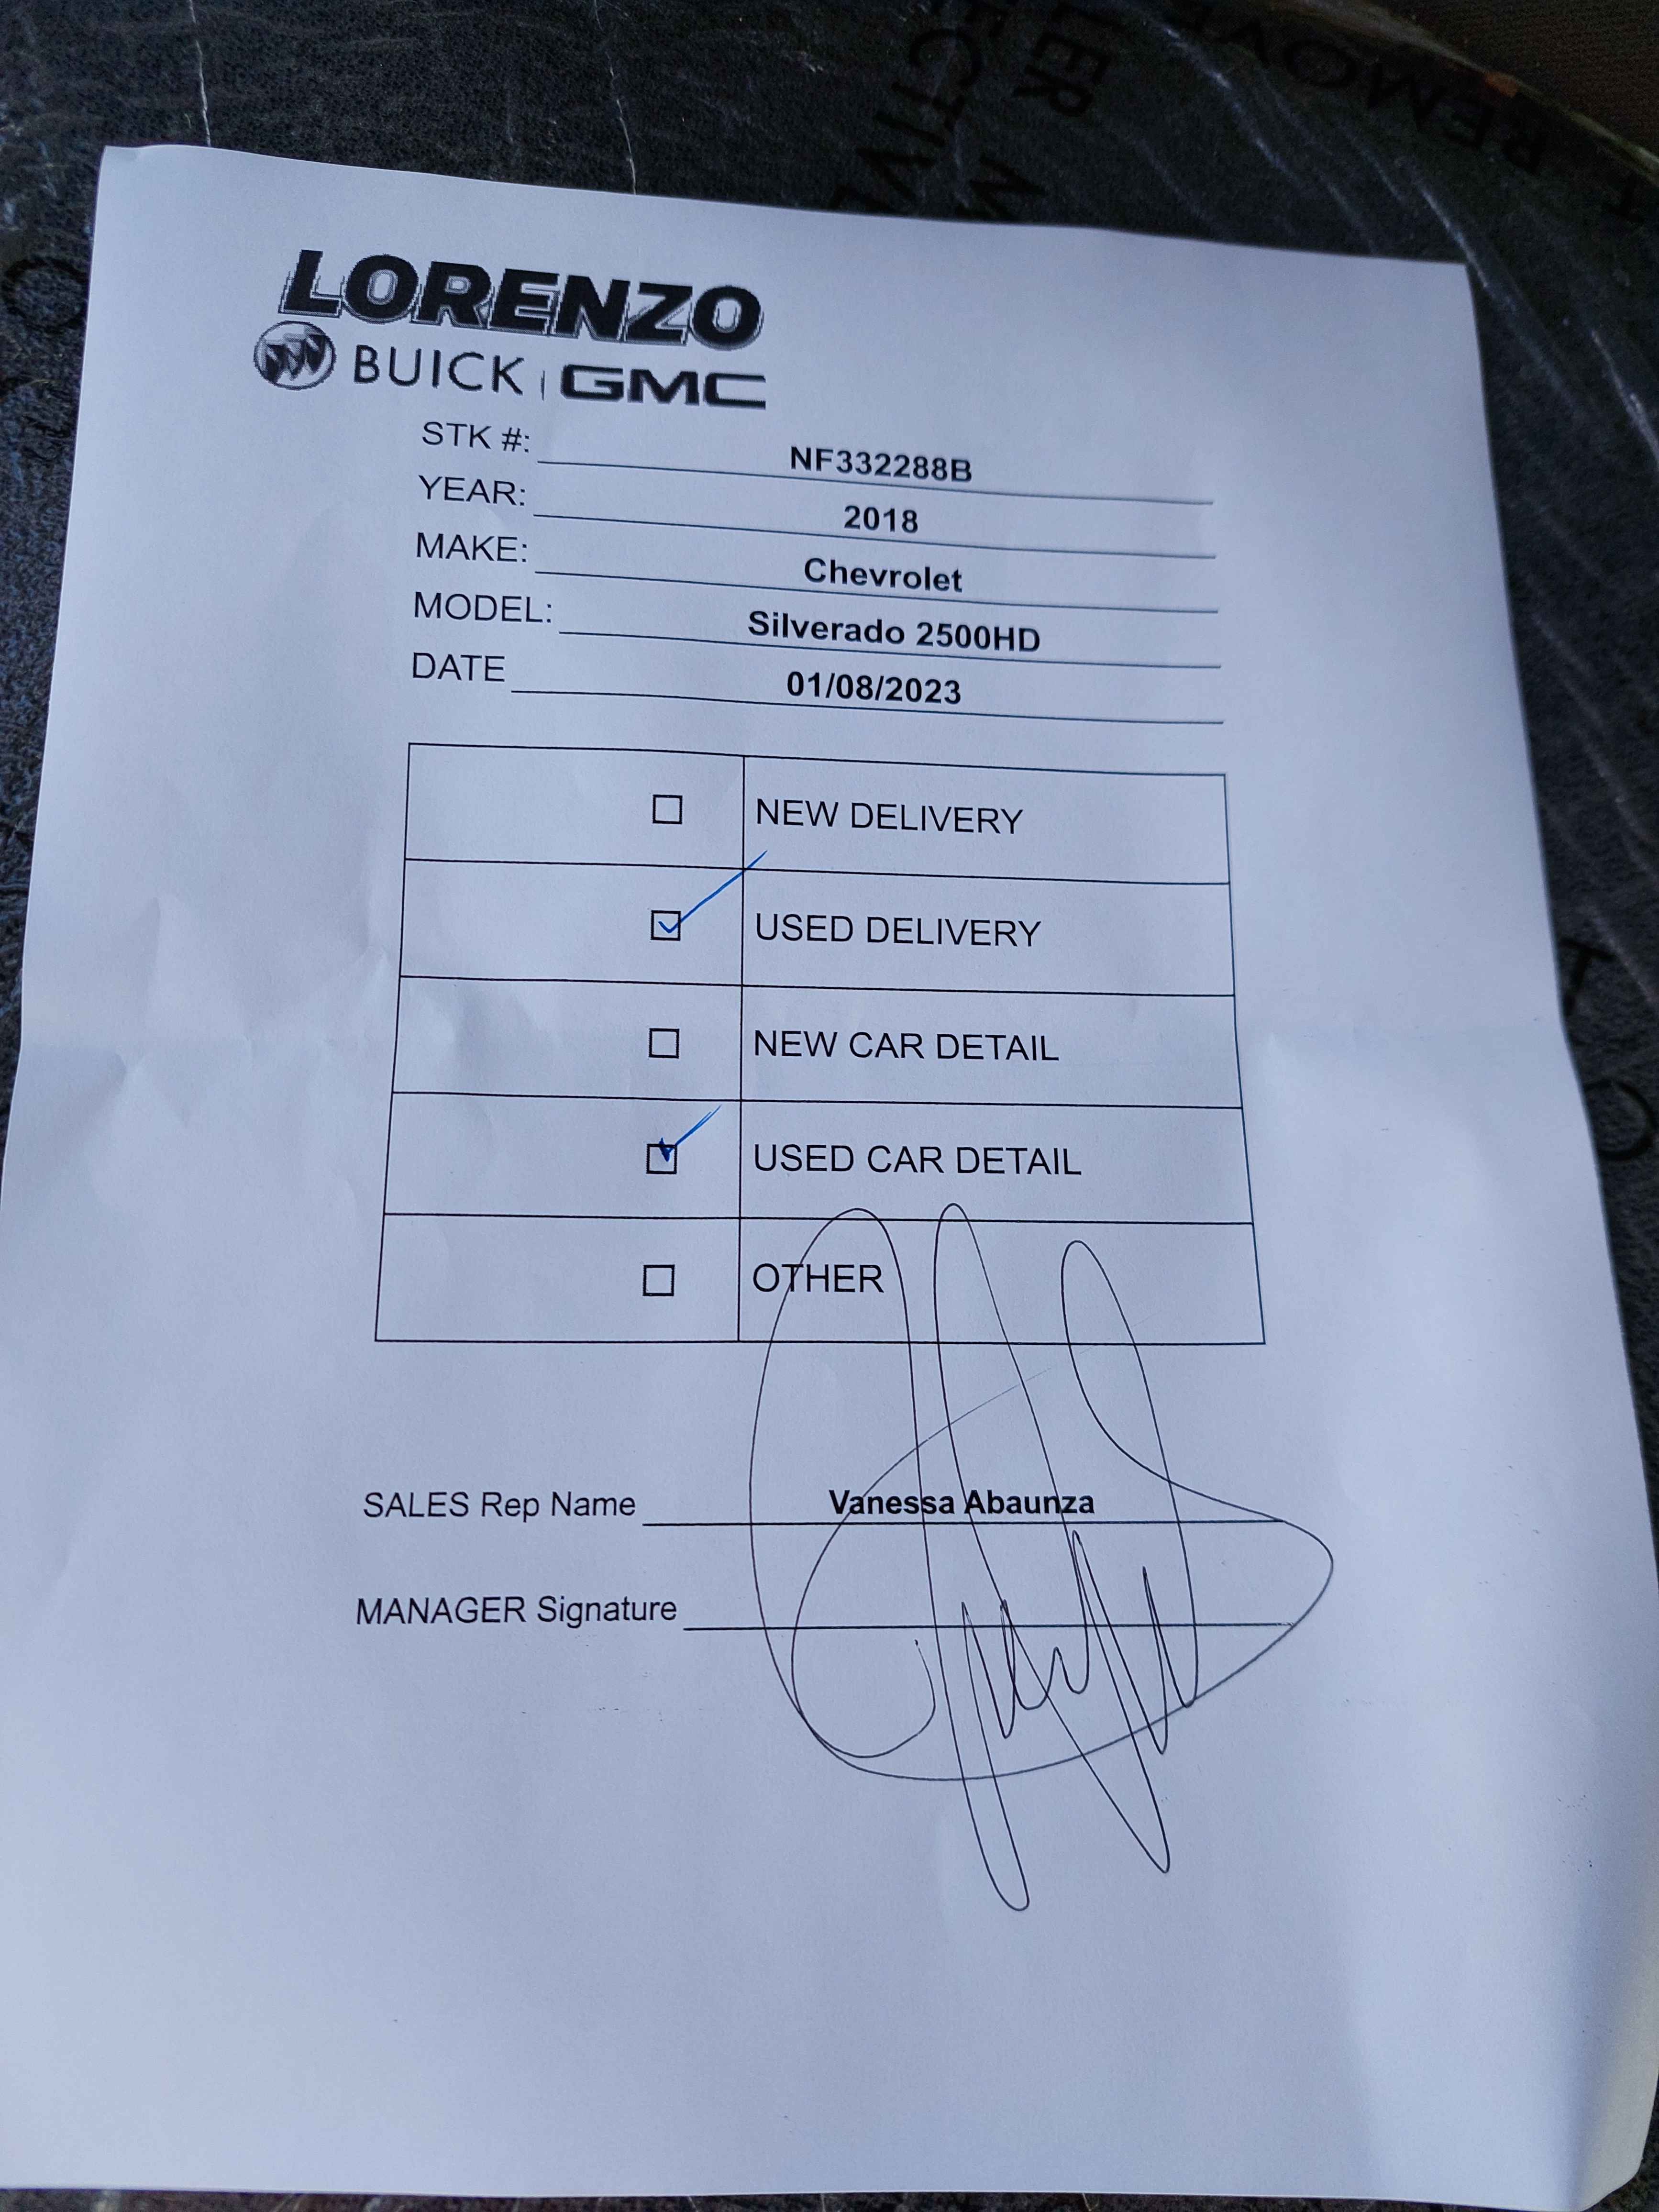 LORENZO
BUICK | GMC
STK #: NF332288B
YEAR: 2018
MAKE: Chevrolet
MODEL: Silverado 2500HD
DATE 01/08/2023
☐ NEW DELIVERY
☑ USED DELIVERY
☐ NEW CAR DETAIL
☑ USED CAR DETAIL
☐ OTHER
SALES Rep Name Vanessa Abaunza
MANAGER Signature